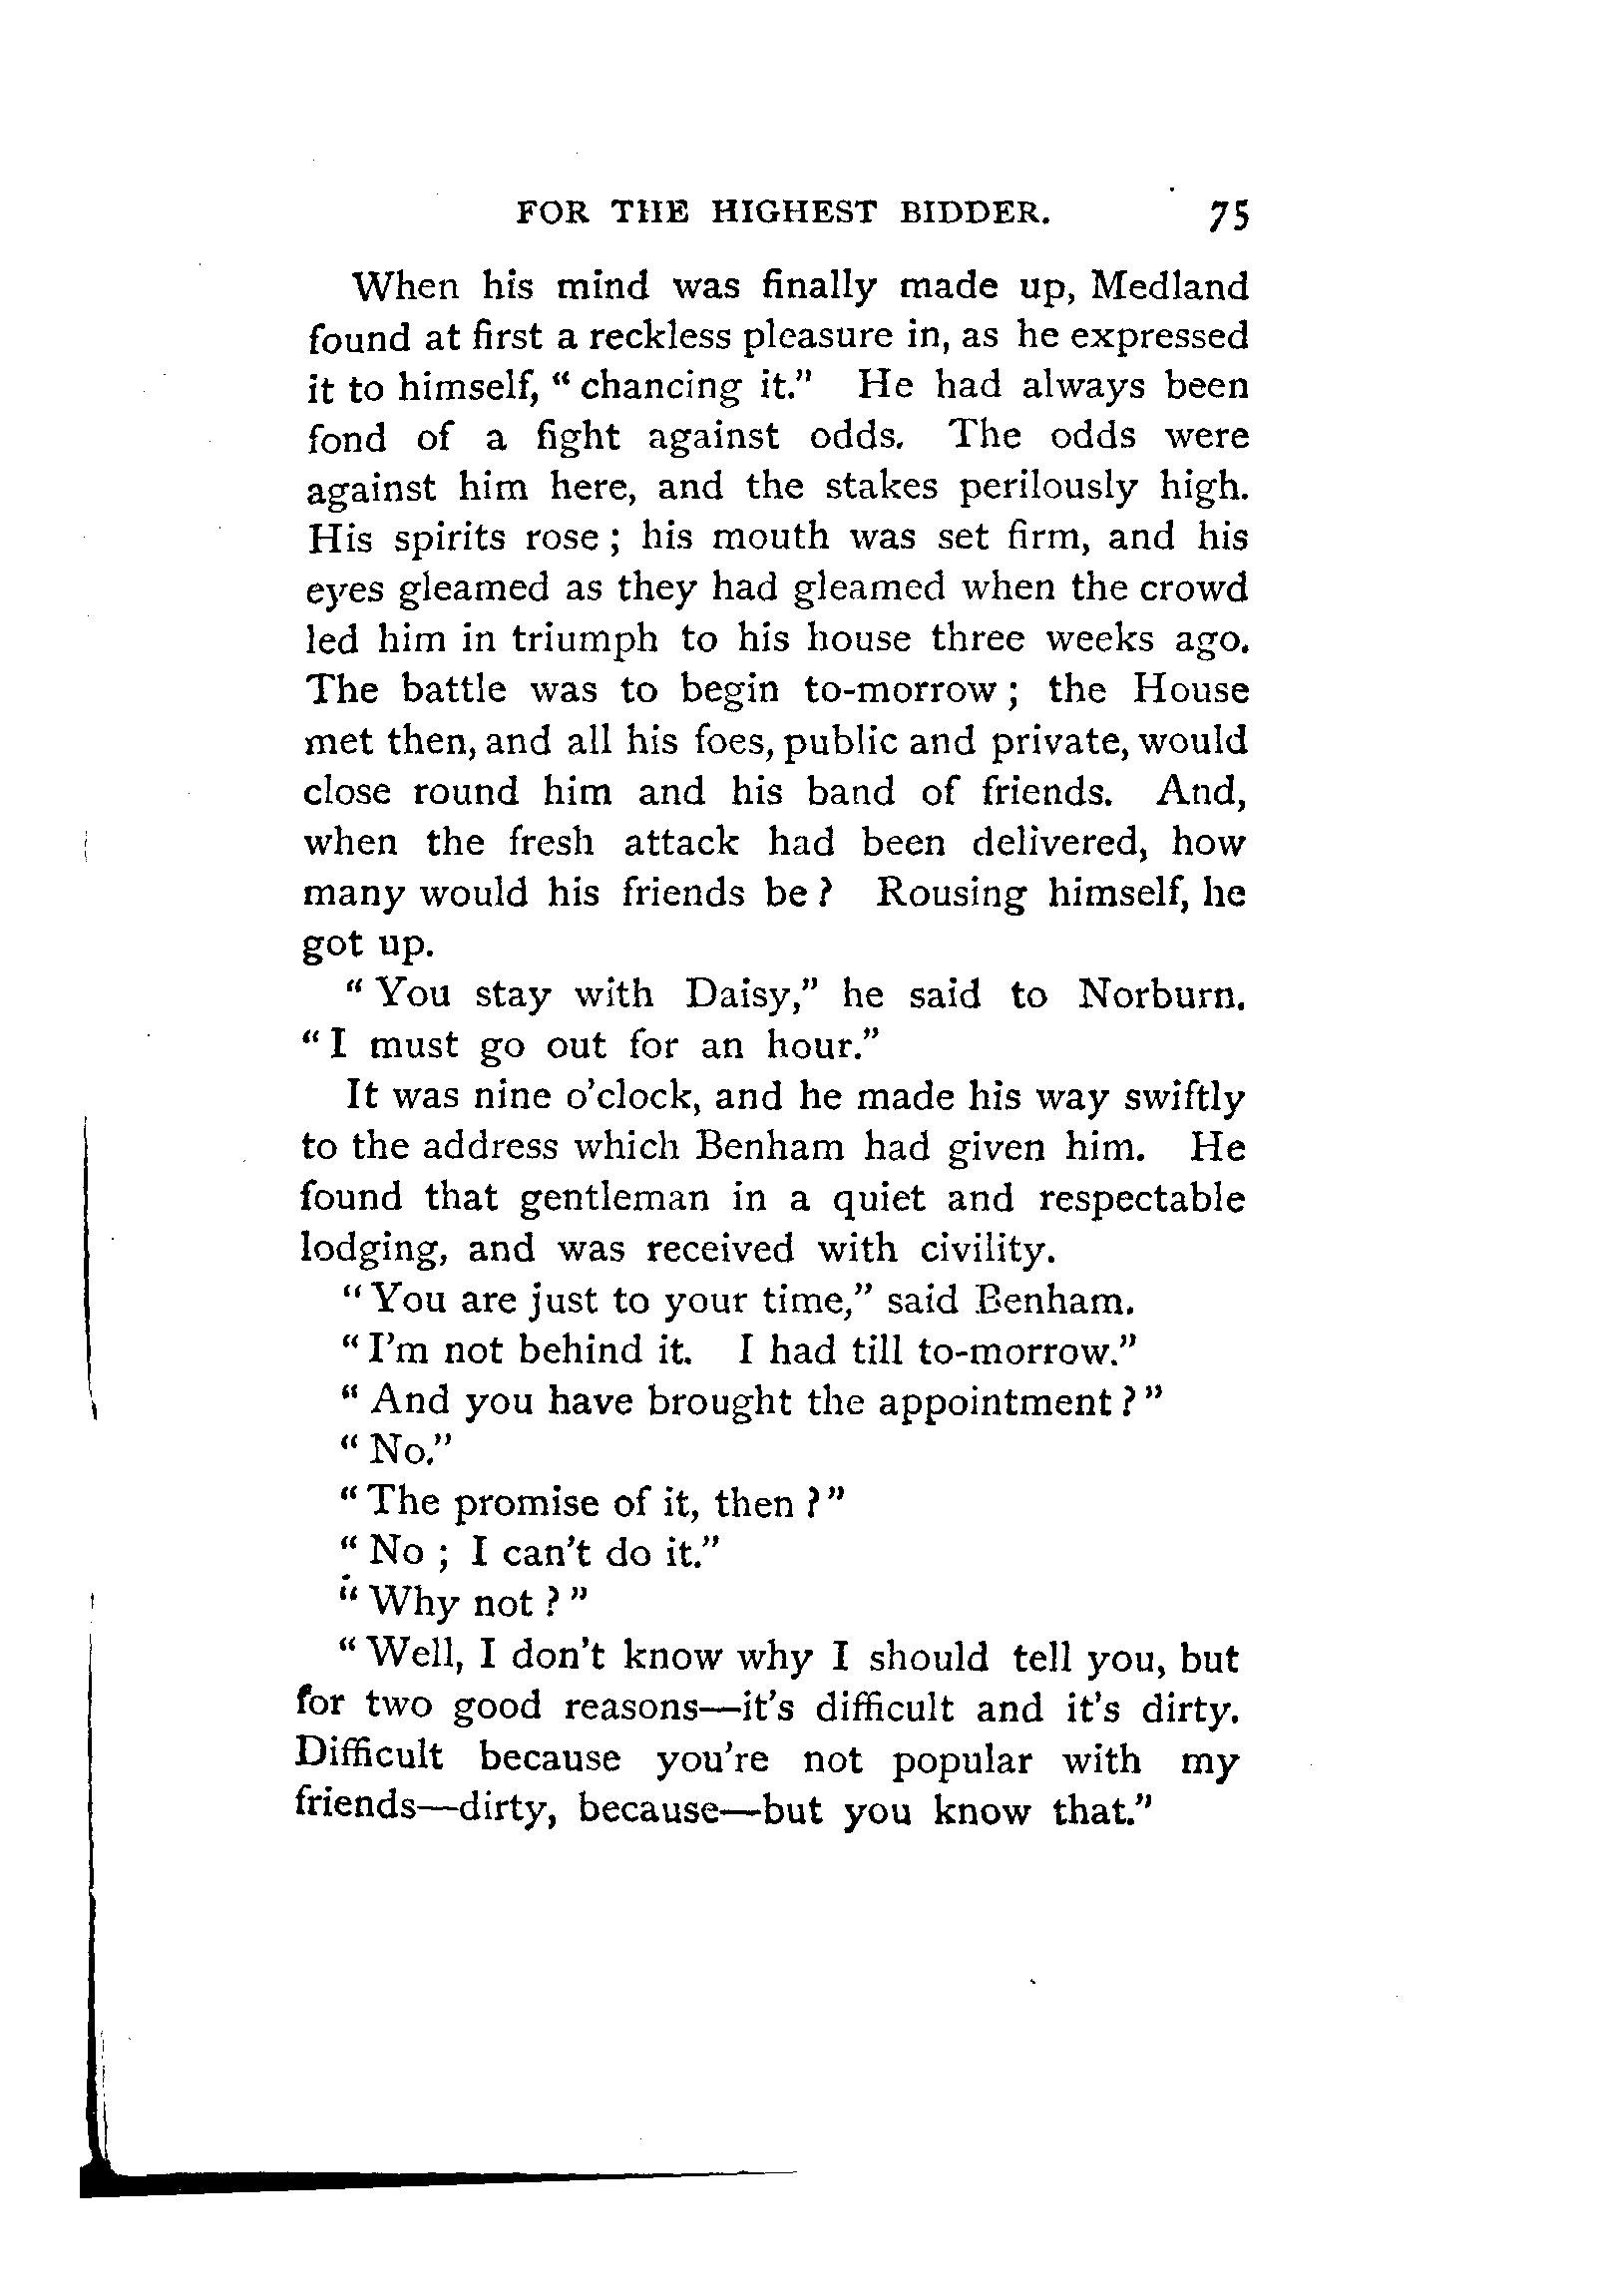 FOR THE HIGHEST BIDDER. 75
When his mind was finally made up, Medland
found at first a reckless pleasure in, as he expressed
it to himself, “chancing it.” He had always been
fond of a fight against odds. The odds were
against him here, and the stakes perilously high.
His spirits rose; his mouth was set firm, and his
eyes gleamed as they had gleamed when the crowd
led him in triumph to his house three weeks ago.
The battle was to begin to-morrow; the House
met then, and all his foes, public and private, would
close round him and his band of friends. And,
when the fresh attack had been delivered, how
many would his friends be? Rousing himself, he
got up.
“You stay with Daisy,” he said to Norburn.
“I must go out for an hour.”
It was nine o'clock, and he made his way swiftly
to the address which Benham had given him. He
found that gentleman in a quiet and respectable
lodging, and was received with civility.
“You are just to your time,” said Benham.
“I'm not behind it. I had till to-morrow.”
“And you have brought the appointment?”
“No.”
“The promise of it, then?”
“No; I can't do it.”
“Why not?”
“Well, I don't know why I should tell you, but
for two good reasons—it's difficult and it's dirty.
Difficult because you're not popular with my
friends—dirty, because—but you know that.”